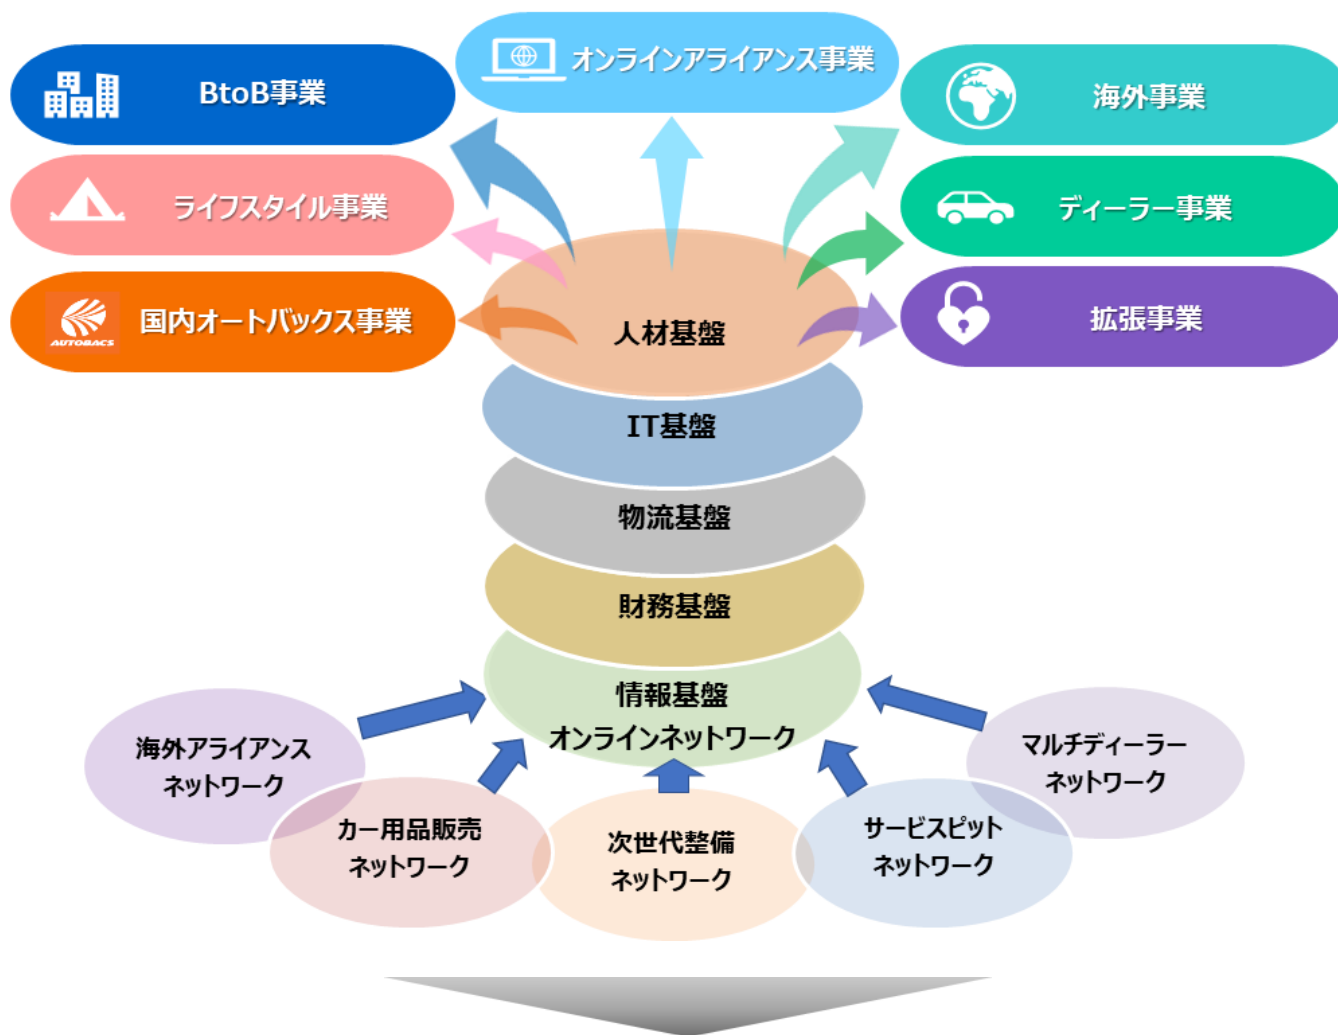 オンラインアライアンス事業
BtoB事業
海外事業
ライフスタイル事業
ディーラー事業
国内オートバックス事業
AUTOBACS
拡張事業
人材基盤
IT基盤
物流基盤
財務基盤
情報基盤
オンラインネットワーク
海外アライアンス
ネットワーク
マルチディーラー
ネットワーク
カー用品販売
ネットワーク
次世代整備
ネットワーク
サービスピット
ネットワーク